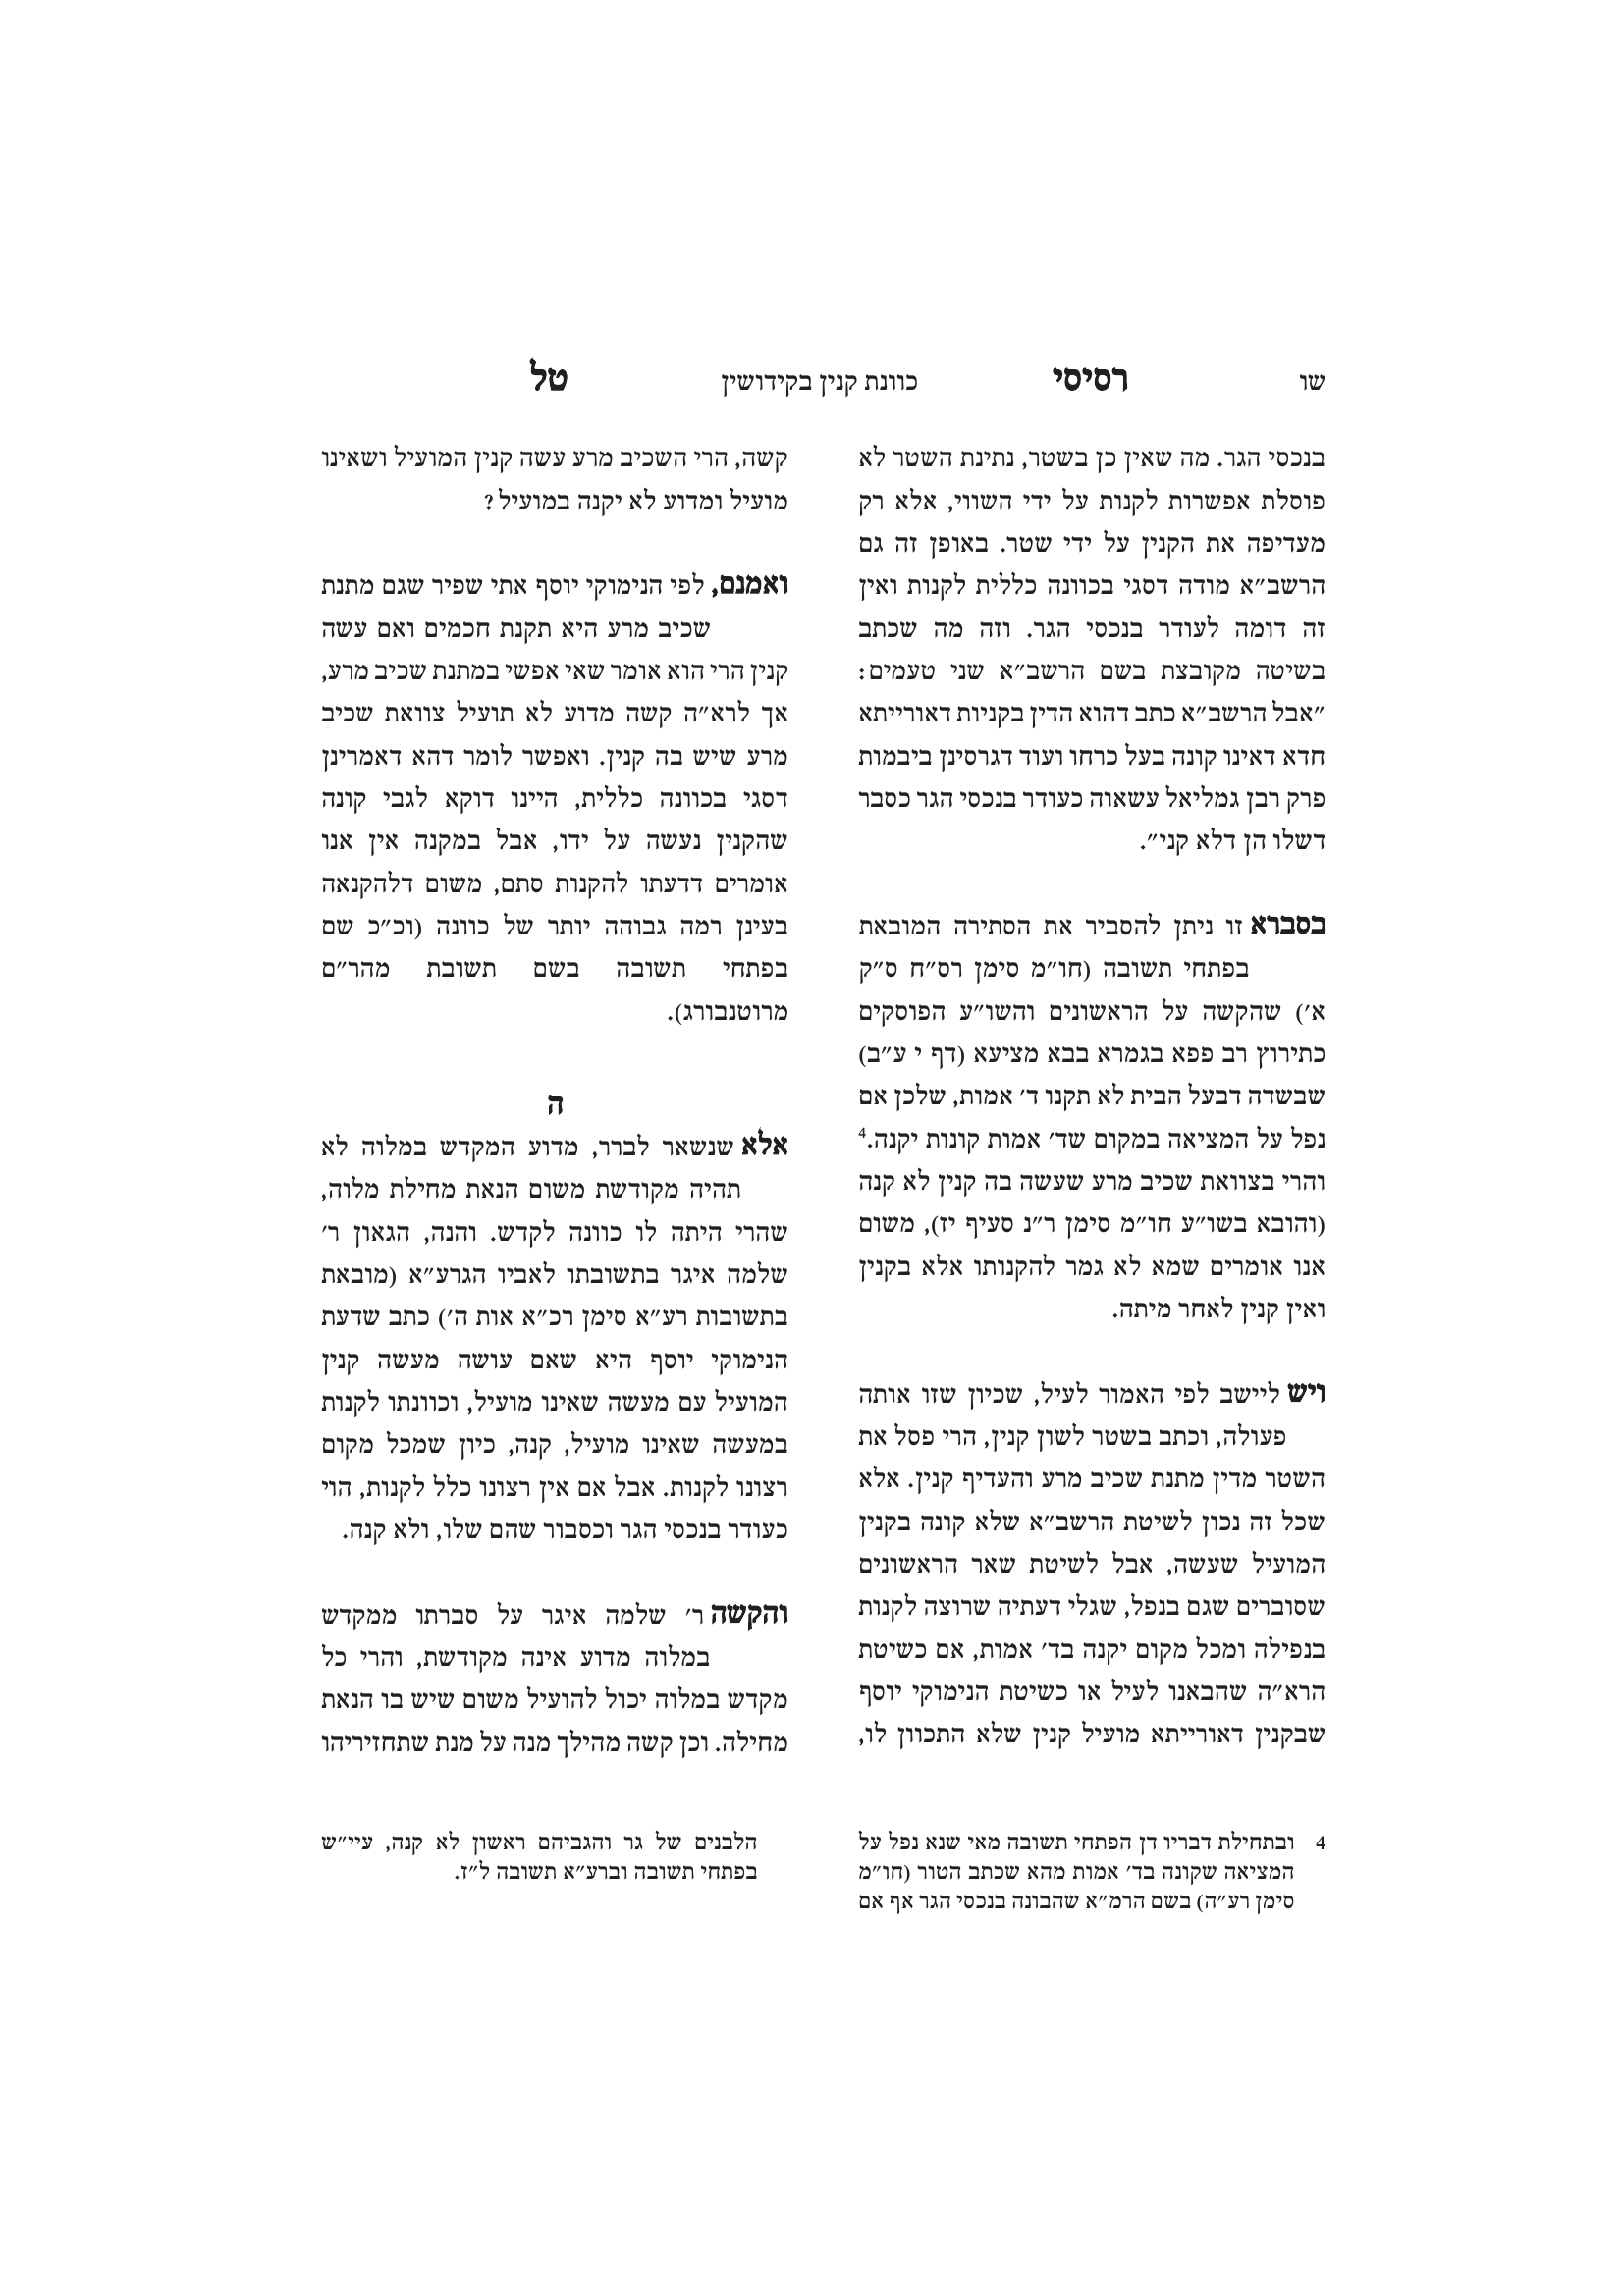 שו רסיסי כוונת קנין בקידושין טל
בנכסי הגר. מה שאין כן בשטר, נתינת השטר לא
פוסלת אפשרות לקנות על ידי השווי, אלא רק
מעדיפה את הקנין על ידי שטר. באופן זה גם
הרשב״א מודה דסגי בכוונה כללית לקנות ואין
זה דומה לעודר בנכסי הגר. וזה מה שכתב
בשיטה מקובצת בשם הרשב״א שני טעמים:
״אבל הרשב״א כתב דהוא הדין בקניות דאורייתא
חדא דאינו קונה בעל כרחו ועוד דגרסינן ביבמות
פרק רבן גמליאל עשאוה כעודר בנכסי הגר כסבר
דשלו הן דלא קני״.
בסברא זו ניתן להסביר את הסתירה המובאת
בפתחי תשובה (חו״מ סימן רס״ח ס״ק
א׳) שהקשה על הראשונים והשו״ע הפוסקים
כתירוץ רב פפא בגמרא בבא מציעא (דף י ע״ב)
שבשדה דבעל הבית לא תקנו ד׳ אמות, שלכן אם
נפל על המציאה במקום שד׳ אמות קונות יקנה.4
והרי בצוואת שכיב מרע שעשה בה קנין לא קנה
(והובא בשו״ע חו״מ סימן ר״נ סעיף יז), משום
אנו אומרים שמא לא גמר להקנותו אלא בקנין
ואין קנין לאחר מיתה.
ויש ליישב לפי האמור לעיל, שכיון שזו אותה
פעולה, וכתב בשטר לשון קנין, הרי פסל את
השטר מדין מתנת שכיב מרע והעדיף קנין. אלא
שכל זה נכון לשיטת הרשב״א שלא קונה בקנין
המועיל שעשה, אבל לשיטת שאר הראשונים
שסוברים שגם בנפל, שגלי דעתיה שרוצה לקנות
בנפילה ומכל מקום יקנה בד׳ אמות, אם כשיטת
הרא״ה שהבאנו לעיל או כשיטת הנימוקי יוסף
שבקנין דאורייתא מועיל קנין שלא התכוון לו,
4 ובתחילת דבריו דן הפתחי תשובה מאי שנא נפל על
המציאה שקונה בד׳ אמות מהא שכתב הטור (חו״מ
סימן רע״ה) בשם הרמ״א שהבונה בנכסי הגר אף אם
קשה, הרי השכיב מרע עשה קנין המועיל ושאינו
מועיל ומדוע לא יקנה במועיל?
ואמנם, לפי הנימוקי יוסף אתי שפיר שגם מתנת
שכיב מרע היא תקנת חכמים ואם עשה
קנין הרי הוא אומר שאי אפשי במתנת שכיב מרע,
אך לרא״ה קשה מדוע לא תועיל צוואת שכיב
מרע שיש בה קנין. ואפשר לומר דהא דאמרינן
דסגי בכוונה כללית, היינו דוקא לגבי קונה
שהקנין נעשה על ידו, אבל במקנה אין אנו
אומרים דדעתו להקנות סתם, משום דלהקנאה
בעינן רמה גבוהה יותר של כוונה (וכ״כ שם
בפתחי תשובה בשם תשובת מהר״ם
מרוטנבורג).
ה
אלא שנשאר לברר, מדוע המקדש במלוה לא
תהיה מקודשת משום הנאת מחילת מלוה,
שהרי היתה לו כוונה לקדש. והנה, הגאון ר׳
שלמה איגר בתשובתו לאביו הגרע״א (מובאת
בתשובות רע״א סימן רכ״א אות ה׳) כתב שדעת
הנימוקי יוסף היא שאם עושה מעשה קנין
המועיל עם מעשה שאינו מועיל, וכוונתו לקנות
במעשה שאינו מועיל, קנה, כיון שמכל מקום
רצונו לקנות. אבל אם אין רצונו כלל לקנות, הוי
כעודר בנכסי הגר וכסבור שהם שלו, ולא קנה.
והקשה ר׳ שלמה איגר על סברתו ממקדש
במלוה מדוע אינה מקודשת, והרי כל
מקדש במלוה יכול להועיל משום שיש בו הנאת
מחילה. וכן קשה מהילך מנה על מנת שתחזיריהו
הלבנים של גר והגביהם ראשון לא קנה, עיי״ש
בפתחי תשובה וברע״א תשובה ל״ז.